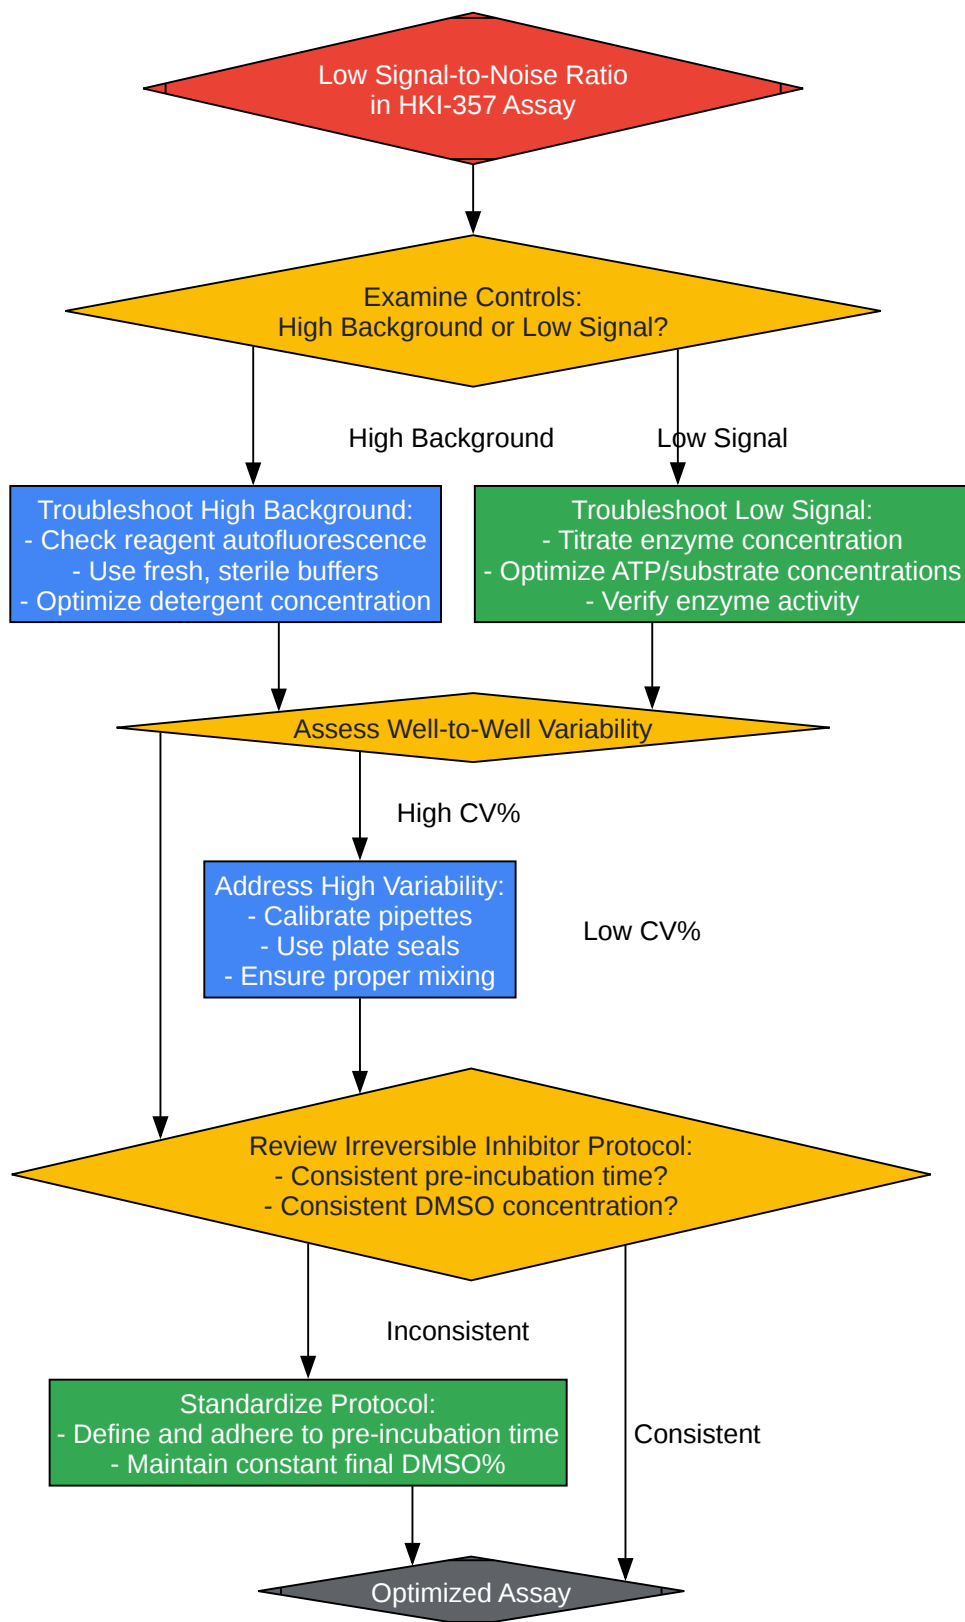 Low Signal-to-Noise Ratio
in HKI-357 Assay
Examine Controls:
High Background or Low Signal?
High Background
Low Signal
Troubleshoot High Background:
- Check reagent autofluorescence
- Use fresh, sterile buffers
- Optimize detergent concentration
Troubleshoot Low Signal:
- Titrate enzyme concentration
- Optimize ATP/substrate concentrations
- Verify enzyme activity
Assess Well-to-Well Variability
High CV%
Address High Variability:
- Calibrate pipettes
- Use plate seals
- Ensure proper mixing
Low CV%
Review Irreversible Inhibitor Protocol:
- Consistent pre-incubation time?
- Consistent DMSO concentration?
Inconsistent
Standardize Protocol:
- Define and adhere to pre-incubation time
- Maintain constant final DMSO%
Consistent
Optimized Assay